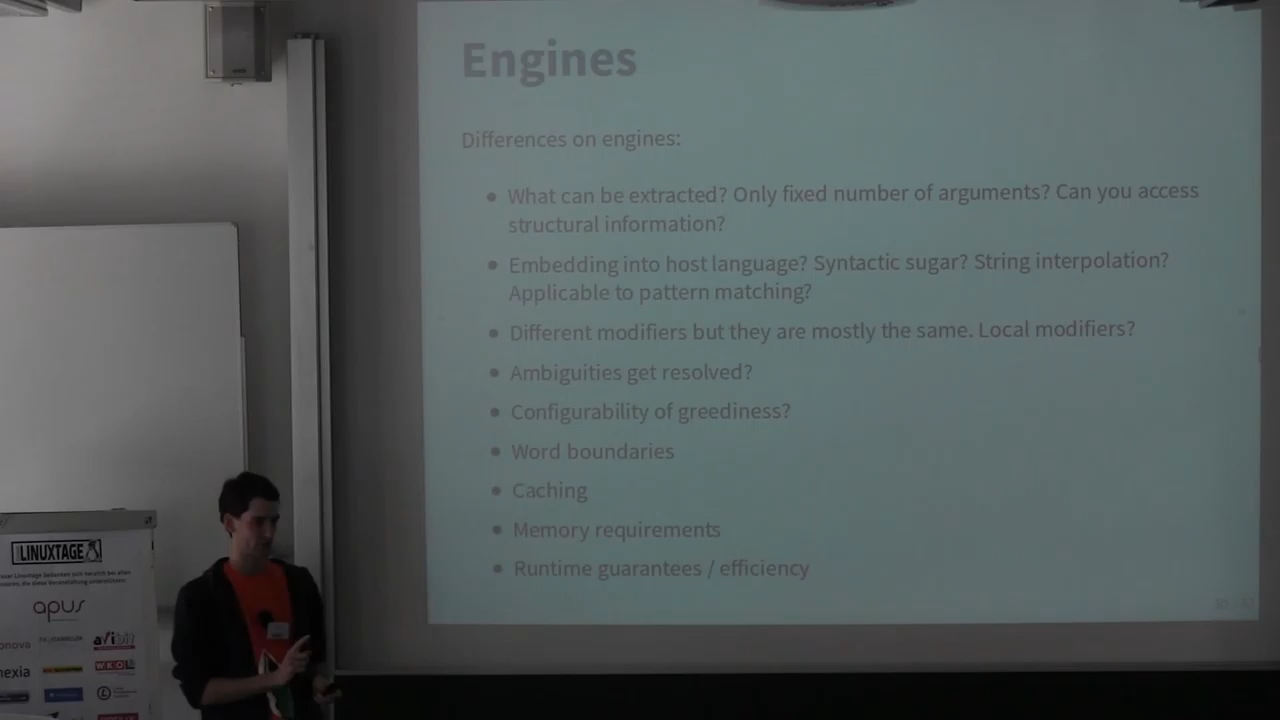 Engines
Differences on engines:
• What can be extracted? Only fixed number of arguments? Can you access
structural information?
• Embedding into host language? Syntactic sugar? String interpolation?
Applicable to pattern matching?
• Different modifiers but they are mostly the same. Local modifiers?
• Ambiguities get resolved?
• Configurability of greediness?
• Word boundaries
• Caching
• Memory requirements
• Runtime guarantees / efficiency
LINUXTAGE
apus
avibit
WKO